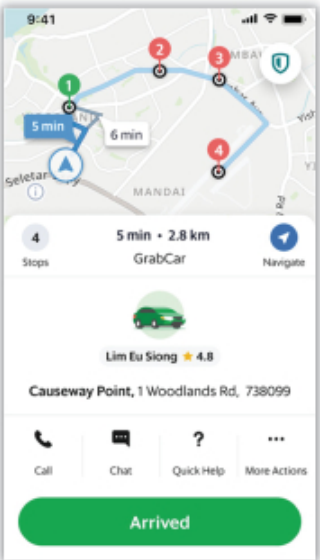 9:41
2
3
MBAW
1
5 min
6 min
4
Seletar
MANDAI
4
5 min • 2.8 km
Stops
GrabCar
Navigate
Lim Eu Siong ★ 4.8
Causeway Point, 1 Woodlands Rd, 738099
?
Call
Chat
Quick Help
More Actions
Arrived